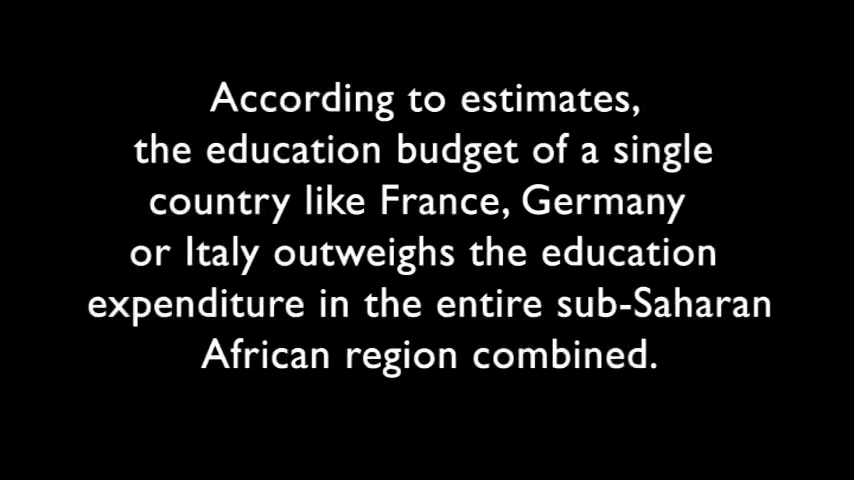 According to estimates,
the education budget of a single
country like France, Germany
or Italy outweighs the education
expenditure in the entire sub-Saharan
African region combined.